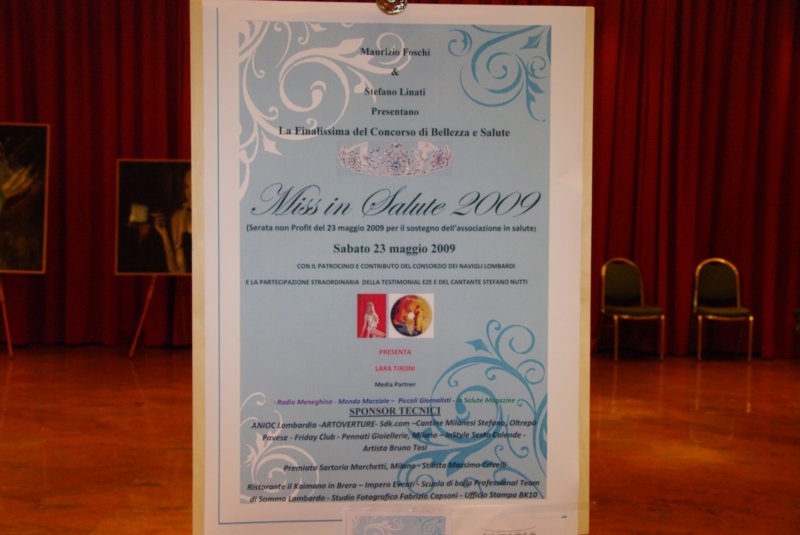 Maurizio Foschi
&
Stefano Linati
Presentano
La Finalissima del Concorso di Bellezza e Salute
Miss in Salute 2009
(Serata non Profit del 23 maggio 2009 per il sostegno dell'associazione in salute)
Sabato 23 maggio 2009
CON IL PATROCINIO E CONTRIBUTO DEL CONSORZIO DEI NAVIGLI LOMBARDI
E LA PARTECIPAZIONE STRAORDINARIA DELLA TESTIMONIAL EZE E DEL CANTANTE STEFANO NUTTI
PRESENTA
LARA TIRONI
Media Partner
- Radio Meneghina - Mondo Marziale – Piccoli Giornalisti - In Salute Magazine
SPONSOR TECNICI
ANIOC Lombardia -ARTOVERTURE- Sdk.com –Cantine Milanesi Stefano, Oltrepo
Pavese - Friday Club - Pennati Gioiellerie, Milano – InStyle Sesto Calende -
Artista Bruno Tosi
Premiata Sartoria Marchetti, Milano - Stilista Massimo Crivelli
Ristorante il Kaimano in Brera – Impero Eventi - Scuola di ballo Professional Team
di Somma Lombardo - Studio Fotografico Fabrizio Capsoni - Ufficio Stampa BK10